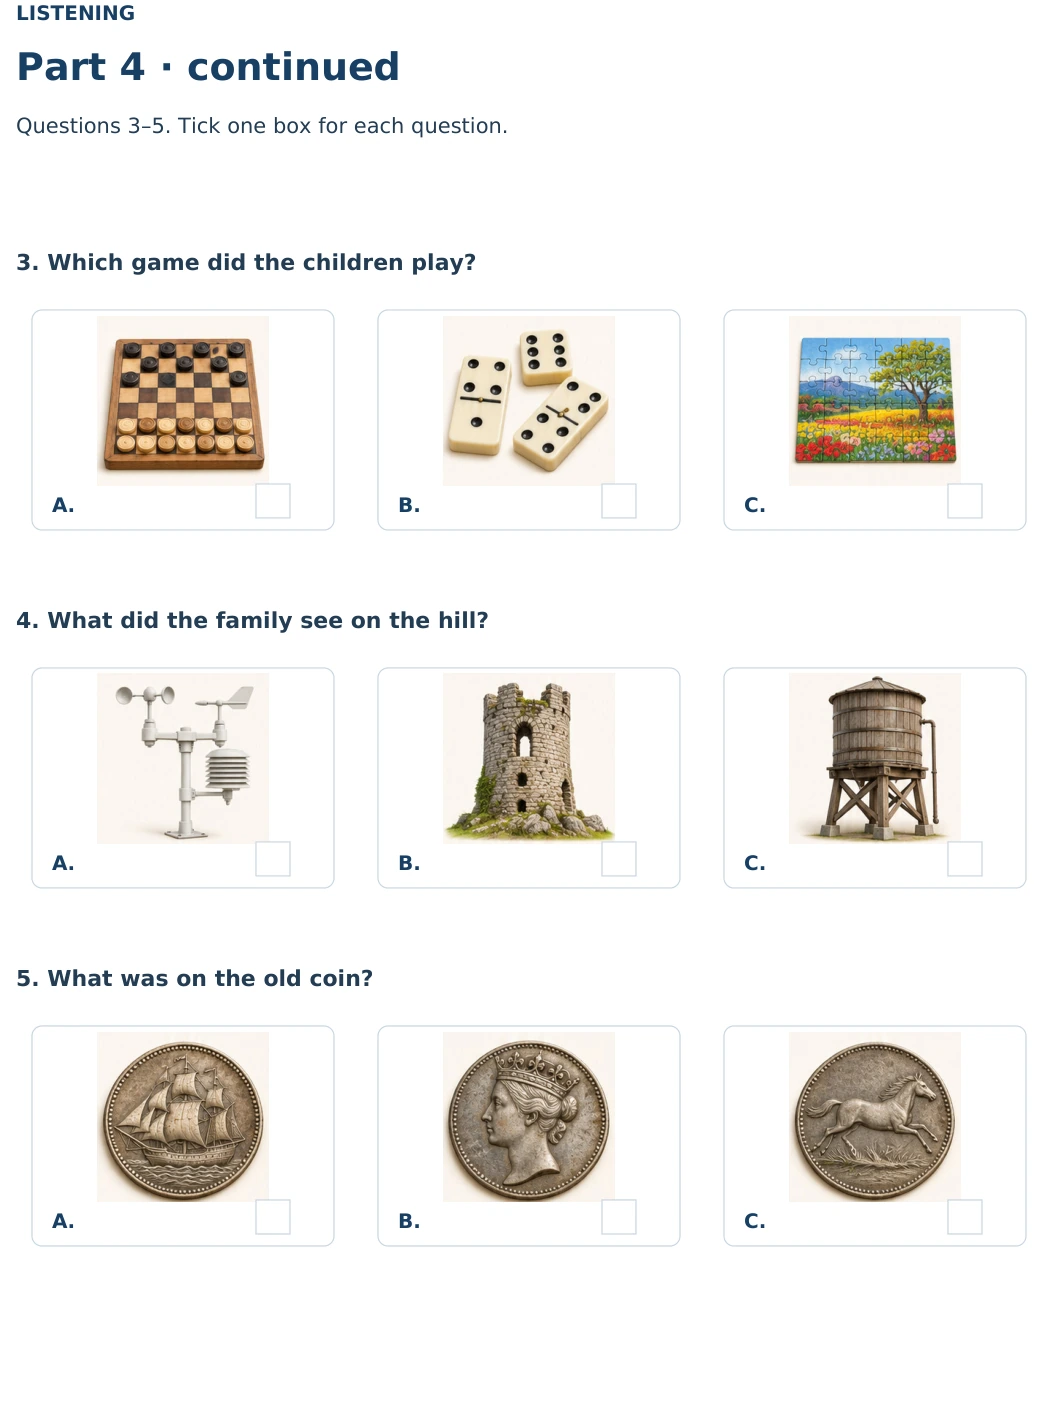 LISTENING
Part 4 · continued
Questions 3–5. Tick one box for each question.
3. Which game did the children play?
A.
B.
C.
4. What did the family see on the hill?
A.
B.
C.
5. What was on the old coin?
A.
B.
C.